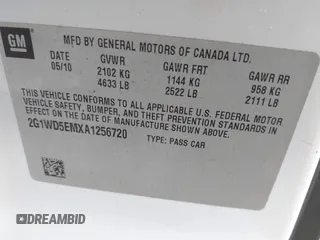 GM
MFD BY GENERAL MOTORS OF CANADA LTD.
DATE GVWR GAWR FRT GAWR RR
05/10 2102 KG 1144 KG 958 KG
4633 LB 2522 LB 2111 LB
THIS VEHICLE CONFORMS TO ALL APPLICABLE U.S. FEDERAL MOTOR
VEHICLE SAFETY, BUMPER, AND THEFT PREVENTION STANDARDS
IN EFFECT ON THE DATE OF MANUFACTURE SHOWN ABOVE.
2G1WD5EMXA1256720
TYPE: PASS CAR
DREAMBID